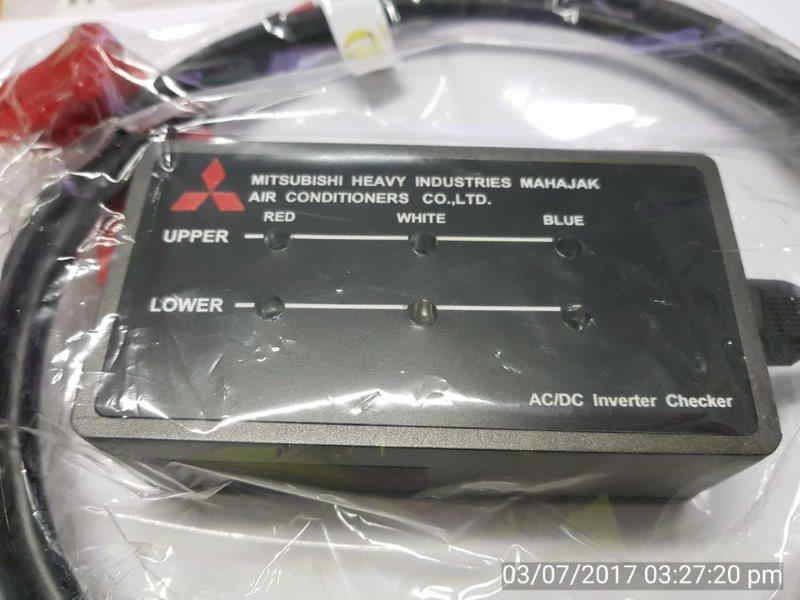 MITSUBISHI HEAVY INDUSTRIES MAHAJAK
AIR CONDITIONERS CO.,LTD.
RED WHITE BLUE
UPPER
LOWER
AC/DC Inverter Checker
03/07/2017 03:27:20 pm